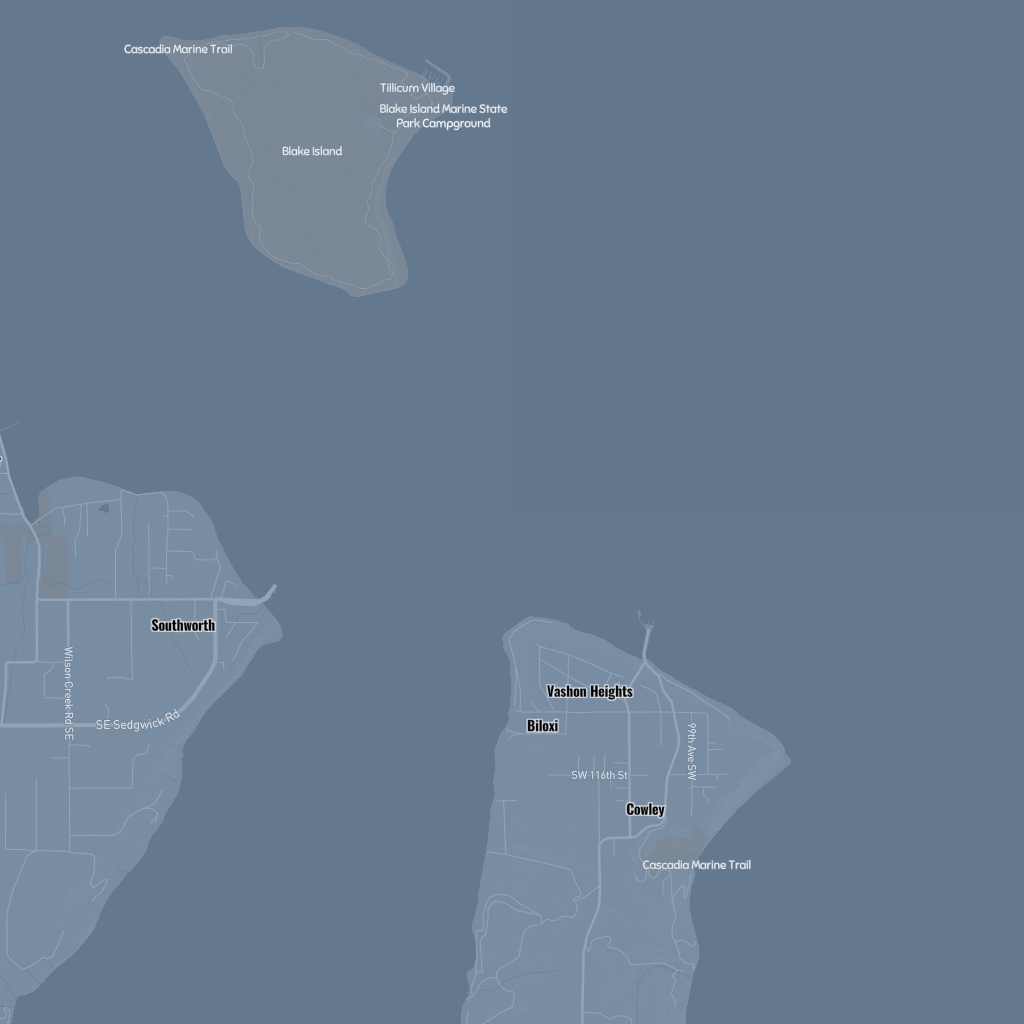 Cascadia Marine Trail
Tillicum Village
Blake Island Marine State
Park Campground
Blake Island
Southworth
Wilson Creek Rd SE
SE Sedgwick Rd
Vashon Heights
Biloxi
99th Ave SW
SW 116th St
Cowley
Cascadia Marine Trail